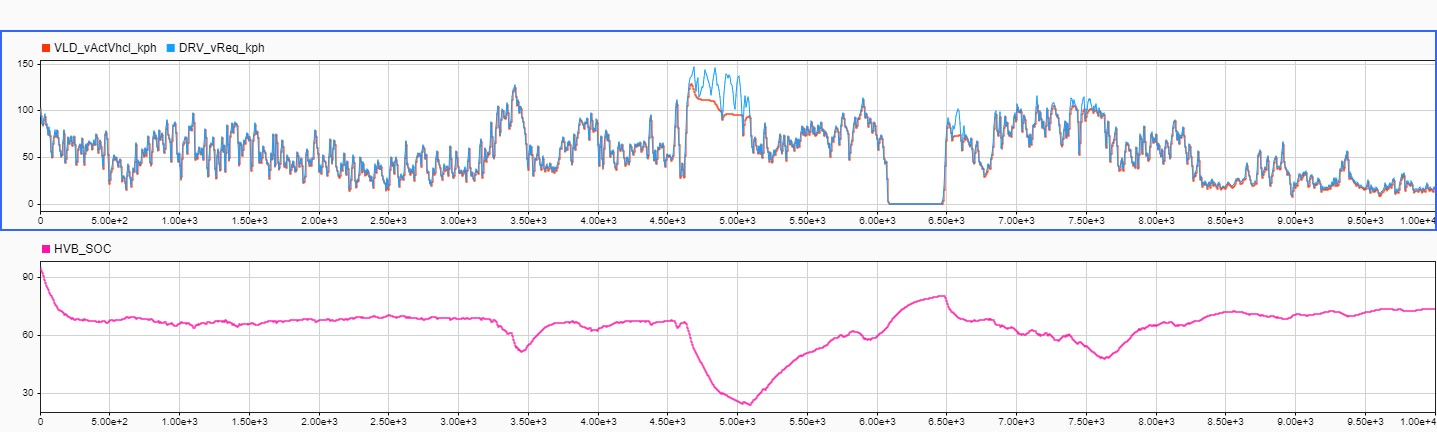 VLD_vActVhcl_kph DRV_vReq_kph
150
100
50
0
0 5.00e+2 1.00e+3 1.50e+3 2.00e+3 2.50e+3 3.00e+3 3.50e+3 4.00e+3 4.50e+3 5.00e+3 5.50e+3 6.00e+3 6.50e+3 7.00e+3 7.50e+3 8.00e+3 8.50e+3 9.00e+3 9.50e+3 1.00e+4
HVB_SOC
90
60
30
0 5.00e+2 1.00e+3 1.50e+3 2.00e+3 2.50e+3 3.00e+3 3.50e+3 4.00e+3 4.50e+3 5.00e+3 5.50e+3 6.00e+3 6.50e+3 7.00e+3 7.50e+3 8.00e+3 8.50e+3 9.00e+3 9.50e+3 1.00e+4